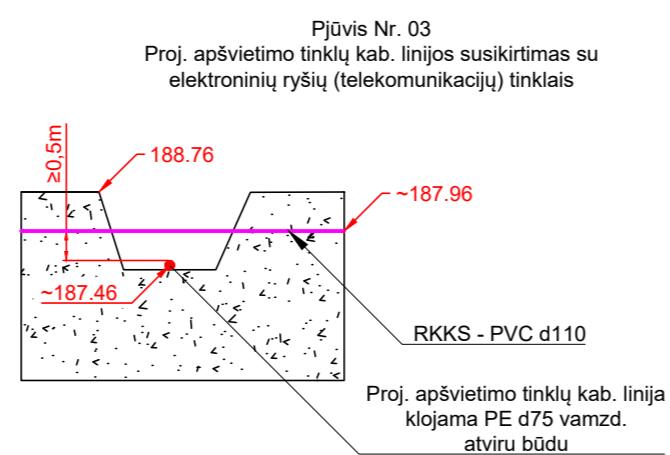 Pjūvis Nr. 03
Proj. apšvietimo tinklų kab. linijos susikirtimas su
elektroninių ryšių (telekomunikacijų) tinklais
≥0,5m
188.76
~187.96
~187.46
RKKS - PVC d110
Proj. apšvietimo tinklų kab. linija
klojama PE d75 vamzd.
atviru būdu